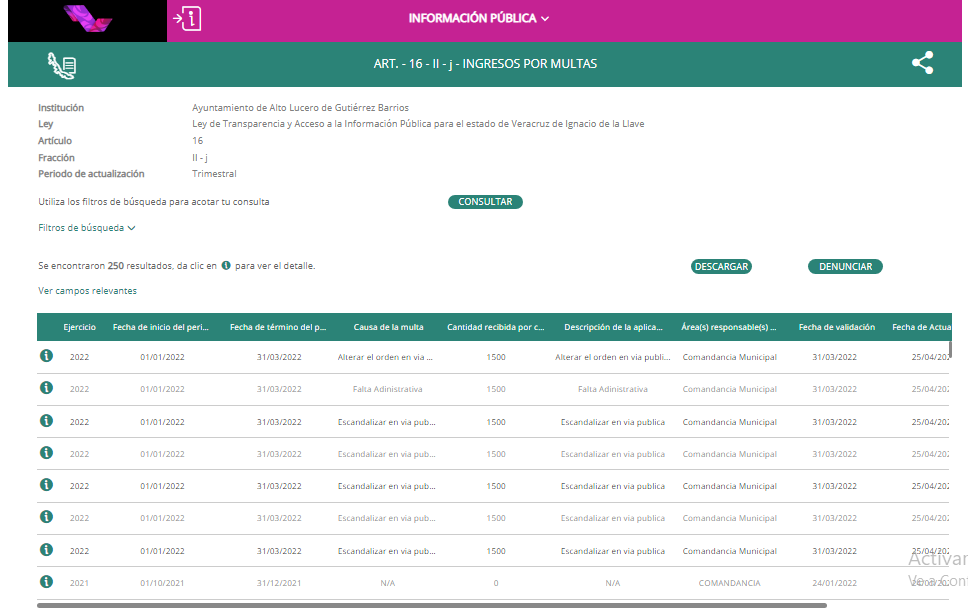 INFORMACIÓN PÚBLICA
ART. - 16 - II - j - INGRESOS POR MULTAS
Institución Ayuntamiento de Alto Lucero de Gutiérrez Barrios
Ley Ley de Transparencia y Acceso a la Información Pública para el estado de Veracruz de Ignacio de la Llave
Artículo 16
Fracción II - j
Periodo de actualización Trimestral
Utiliza los filtros de búsqueda para acotar tu consulta CONSULTAR
Filtros de búsqueda
Se encontraron 250 resultados, da clic en i para ver el detalle. DESCARGAR DENUNCIAR
Ver campos relevantes
Ejercicio Fecha de inicio del peri... Fecha de término del p... Causa de la multa Cantidad recibida por c... Descripción de la aplica... Área(s) responsable(s) ... Fecha de validación Fecha de Actua
2022 01/01/2022 31/03/2022 Alterar el orden en via ... 1500 Alterar el orden en via publi... Comandancia Municipal 31/03/2022 25/04/202
2022 01/01/2022 31/03/2022 Falta Adinistrativa 1500 Falta Adinistrativa Comandancia Municipal 31/03/2022 25/04/202
2022 01/01/2022 31/03/2022 Escandalizar en via pub... 1500 Escandalizar en via publica Comandancia Municipal 31/03/2022 25/04/202
2022 01/01/2022 31/03/2022 Escandalizar en via pub... 1500 Escandalizar en via publica Comandancia Municipal 31/03/2022 25/04/202
2022 01/01/2022 31/03/2022 Escandalizar en via pub... 1500 Escandalizar en via publica Comandancia Municipal 31/03/2022 25/04/202
2022 01/01/2022 31/03/2022 Escandalizar en via pub... 1500 Escandalizar en via publica Comandancia Municipal 31/03/2022 25/04/202
2022 01/01/2022 31/03/2022 Escandalizar en via pub... 1500 Escandalizar en via publica Comandancia Municipal 31/03/2022 25/04/202
Activar
2021 01/10/2021 31/12/2021 N/A 0 N/A COMANDANCIA 24/01/2022
Ve a Conf